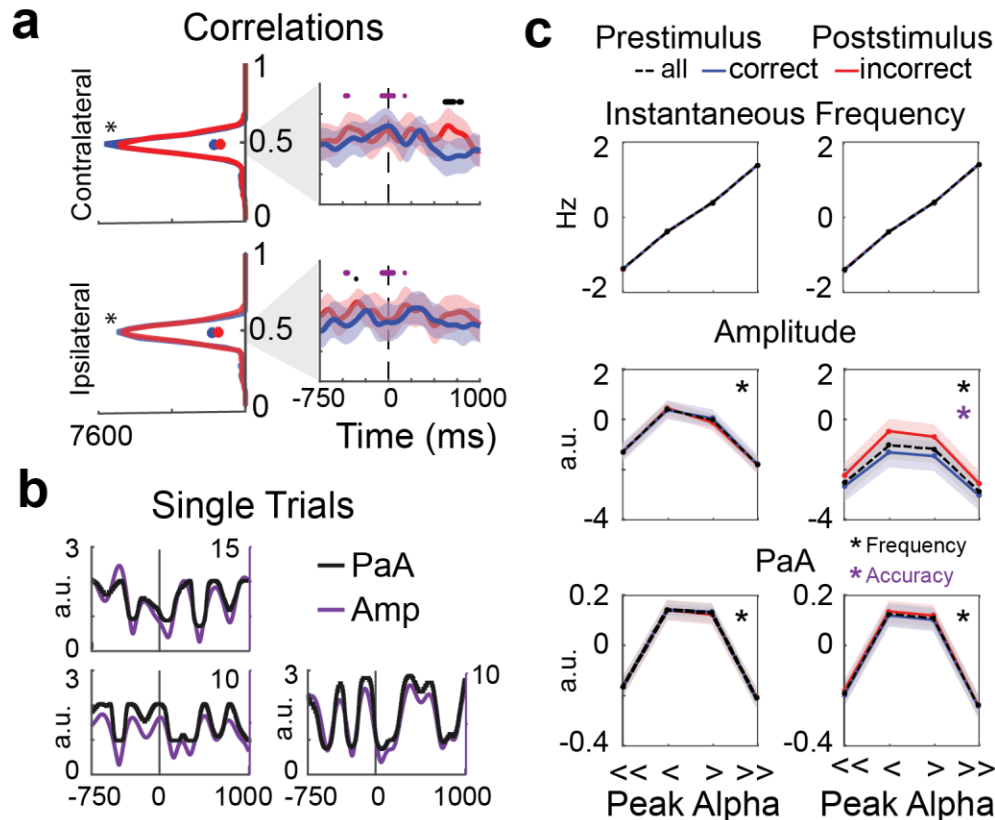 a
Correlations
Contralateral
*
1
0.5
0
Ipsilateral
*
1
0.5
0
7600
-750 0 1000
Time (ms)
b
Single Trials
3
15
a.u.
0
PaA
Amp
3
10
a.u.
0
-750 0 1000
3
10
a.u.
0
-750 0 1000
c
Prestimulus Poststimulus
all correct incorrect
Instantaneous Frequency
2
0
-2
Hz
2
0
-2
Amplitude
2
0
-4
a.u.
*
2
0
-4
*
*
PaA
* Frequency
* Accuracy
0.2
0
-0.4
a.u.
*
0.2
0
-0.4
*
<< < > >>
<< < > >>
Peak Alpha Peak Alpha